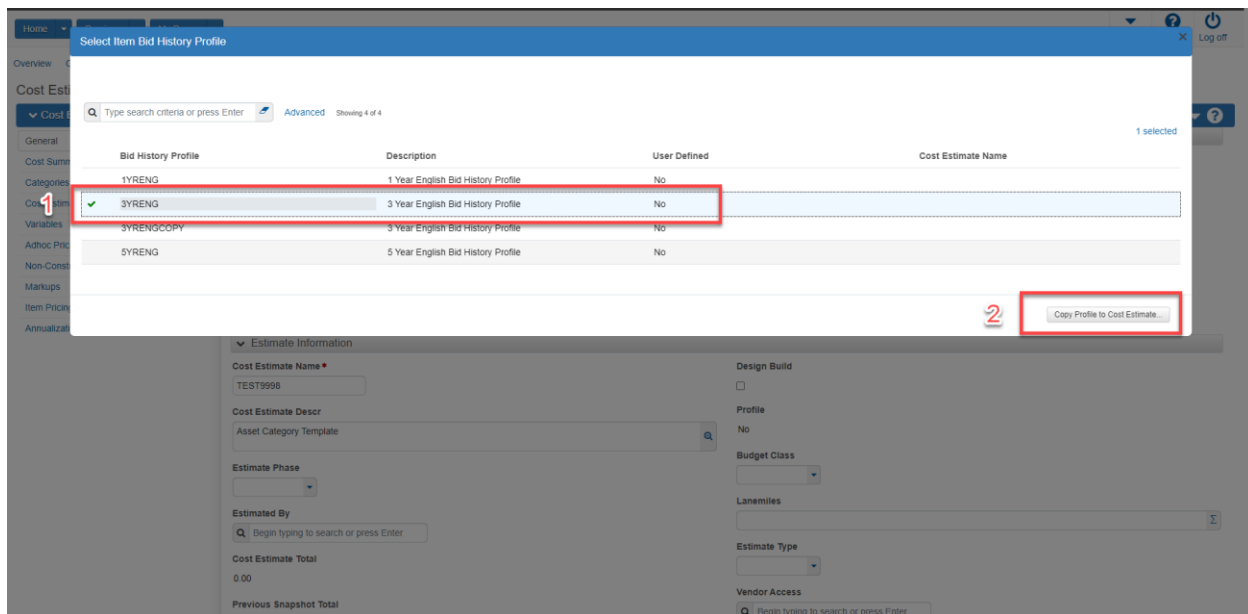 Home
Log off
Select Item Bid History Profile
Overview
Type search criteria or press Enter Advanced Showing 4 of 4
1 selected
Cost Esti
Cost E
General
Cost Summ
Categories
Variables
Adhoc Pric
Non-Const
Markups
Item Pricing
Annualizati
Bid History Profile Description User Defined Cost Estimate Name
1YRENG 1 Year English Bid History Profile No
1 3YRENG 3 Year English Bid History Profile No
3YRENGCOPY 3 Year English Bid History Profile No
5YRENG 5 Year English Bid History Profile No
2 Copy Profile to Cost Estimate...
Estimate Information
Cost Estimate Name*
TEST9998
Cost Estimate Descr
Asset Category Template
Estimate Phase
Estimated By
Begin typing to search or press Enter
Cost Estimate Total
0.00
Previous Snapshot Total
Design Build
Profile
No
Budget Class
Lanemiles
Σ
Estimate Type
Vendor Access
Begin typing to search or press Enter